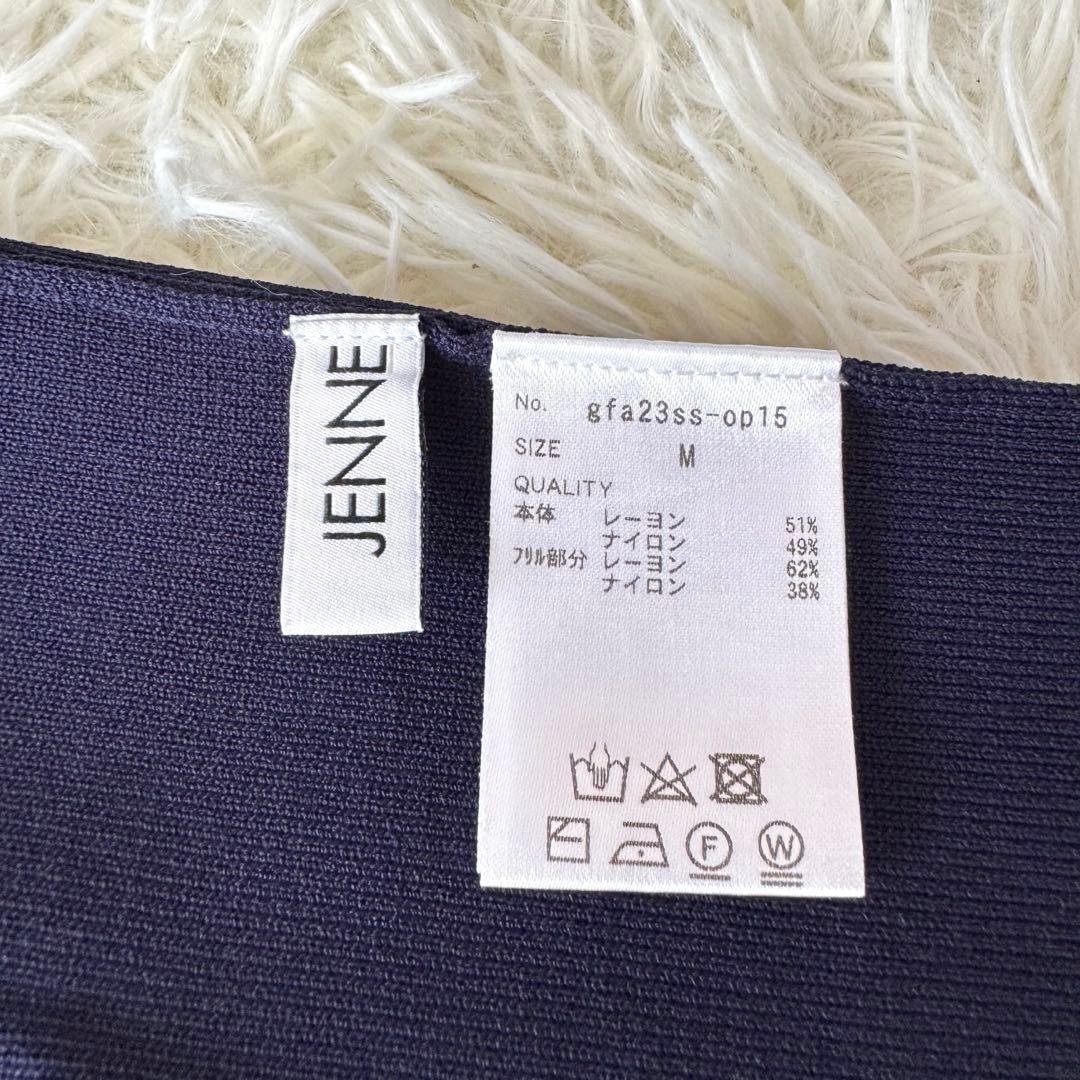 JENNE
No. gfa23ss-op15
SIZE M
QUALITY
本体 レーヨン 51%
ナイロン 49%
ﾌﾘﾙ部分 レーヨン 62%
ナイロン 38%
F
W